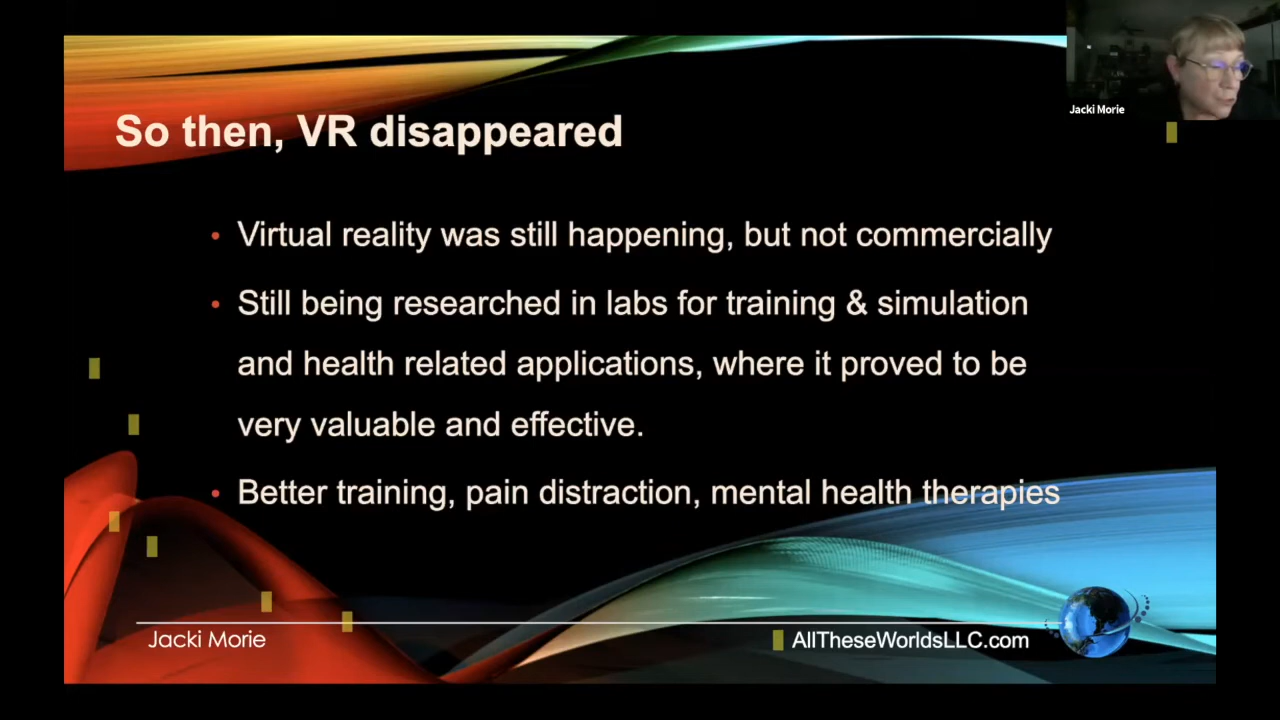 So then, VR disappeared
Jacki Morie
• Virtual reality was still happening, but not commercially
• Still being researched in labs for training & simulation
and health related applications, where it proved to be
very valuable and effective.
• Better training, pain distraction, mental health therapies
Jacki Morie
AllTheseWorldsLLC.com